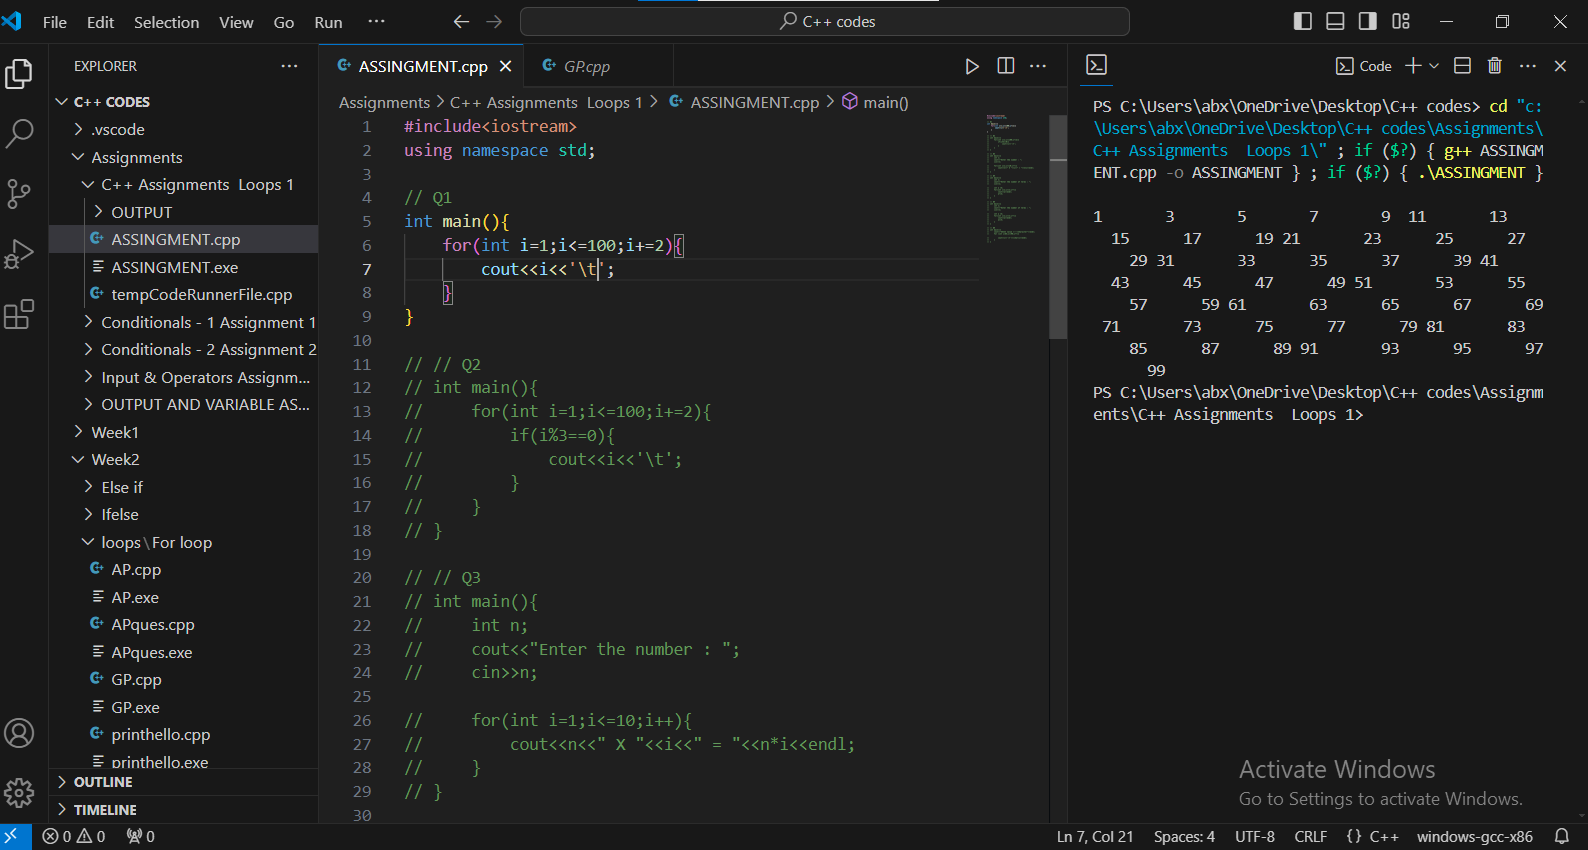 File Edit Selection View Go Run ··· C++ codes
EXPLORER ···
C++ CODES
.vscode
Assignments
C++ Assignments Loops 1
OUTPUT
ASSINGMENT.cpp
ASSINGMENT.exe
tempCodeRunnerFile.cpp
Conditionals - 1 Assignment 1
Conditionals - 2 Assignment 2
Input & Operators Assignm...
OUTPUT AND VARIABLE AS...
Week1
Week2
Else if
Ifelse
loops\For loop
AP.cpp
AP.exe
APques.cpp
APques.exe
GP.cpp
GP.exe
printhello.cpp
printhello.exe
OUTLINE
TIMELINE
ASSINGMENT.cpp GP.cpp
Assignments > C++ Assignments Loops 1 > ASSINGMENT.cpp > main()
1 #include<iostream>
2 using namespace std;
3
4 // Q1
5 int main(){
6 for(int i=1;i<=100;i+=2){
7 cout<<i<<'\t';
8 }
9 }
10
11 // // Q2
12 // int main(){
13 // for(int i=1;i<=100;i+=2){
14 // if(i%3==0){
15 // cout<<i<<'\t';
16 // }
17 // }
18 // }
19
20 // // Q3
21 // int main(){
22 // int n;
23 // cout<<"Enter the number : ";
24 // cin>>n;
25
26 // for(int i=1;i<=10;i++){
27 // cout<<n<<" X "<<i<<" = "<<n*i<<endl;
28 // }
29 // }
30
Code
PS C:\Users\abx\OneDrive\Desktop\C++ codes> cd "c:
\Users\abx\OneDrive\Desktop\C++ codes\Assignments\
C++ Assignments  Loops 1\" ; if ($?) { g++ ASSINGM
ENT.cpp -o ASSINGMENT } ; if ($?) { .\ASSINGMENT }
1 3 5 7 9 11 13
15 17 19 21 23 25 27
29 31 33 35 37 39 41
43 45 47 49 51 53 55
57 59 61 63 65 67 69
71 73 75 77 79 81 83
85 87 89 91 93 95 97
99
PS C:\Users\abx\OneDrive\Desktop\C++ codes\Assignm
ents\C++ Assignments  Loops 1>
Activate Windows
Go to Settings to activate Windows.
0 0 0 Ln 7, Col 21 Spaces: 4 UTF-8 CRLF {} C++ windows-gcc-x86